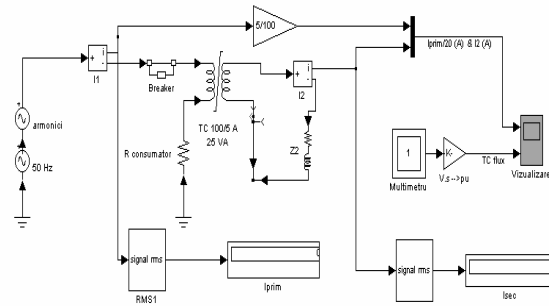 5/100
Iprim/20 (A) & I2 (A)
+
i
-
I1
Breaker
+
i
-
I2
armonici
TC 100/5 A
25 VA
R consumator
Z2
50 Hz
1
Multimetru
K-
V.s -->pu
TC flux
Vizualizare
signal rms
RMS1
Iprim
signal rms
Isec